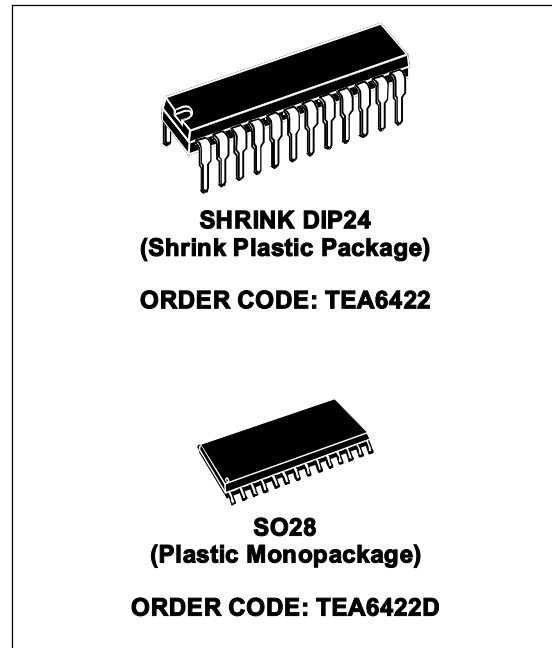 SHRINK DIP24
(Shrink Plastic Package)
ORDER CODE: TEA6422
SO28
(Plastic Monopackage)
ORDER CODE: TEA6422D